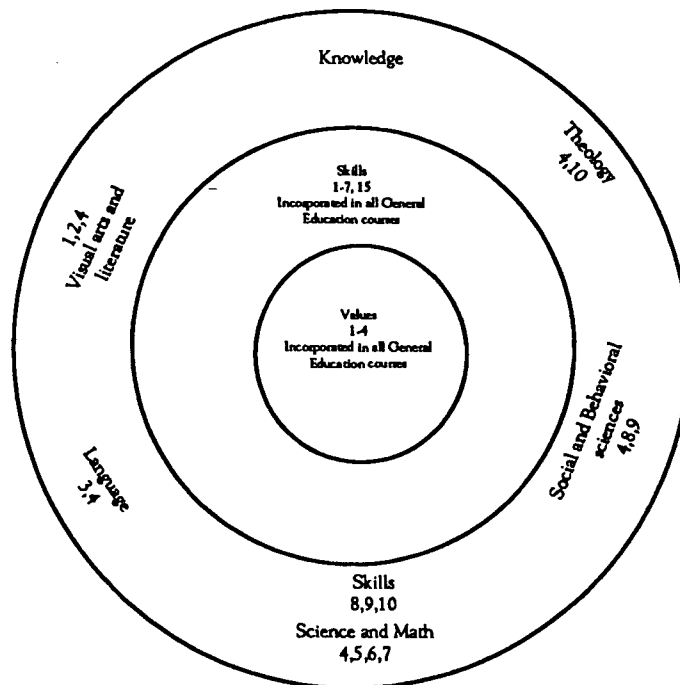 Knowledge
Theology
4,10
Skills
1-7, 15
Incorporated in all General
Education courses
1,2,4
Visual arts and
literature
Values
1-4
Incorporated in all General
Education courses
Social and Behavioral
sciences
4,8,9
Language
3,4
Skills
8,9,10
Science and Math
4,5,6,7